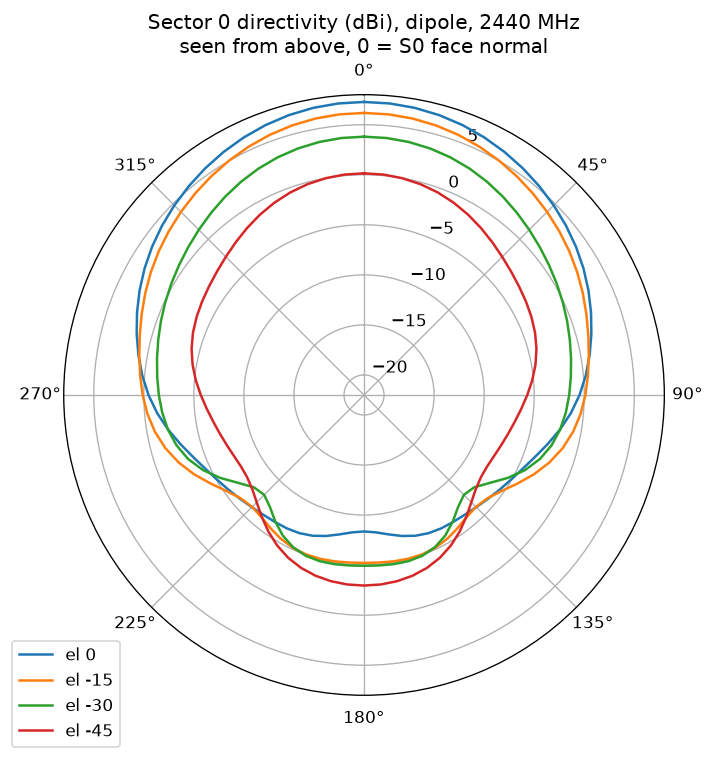 Sector 0 directivity (dBi), dipole, 2440 MHz
seen from above, 0 = S0 face normal
0°
5
315°
45°
0
−5
−10
−15
−20
270°
90°
225°
135°
180°
el 0
el -15
el -30
el -45